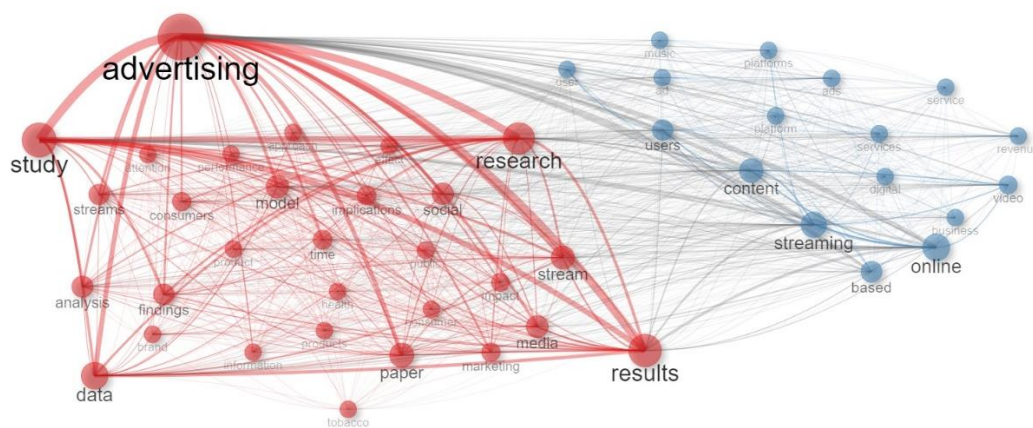 advertising
music
platforms
user
ad
ads
service
study
attention
performance
research
users
platform
services
revenue
streams
consumers
model
implications
social
content
digital
video
product
time
public
stream
streaming
business
online
analysis
findings
health
impact
based
brand
information
products
consumer
media
data
paper
marketing
results
tobacco